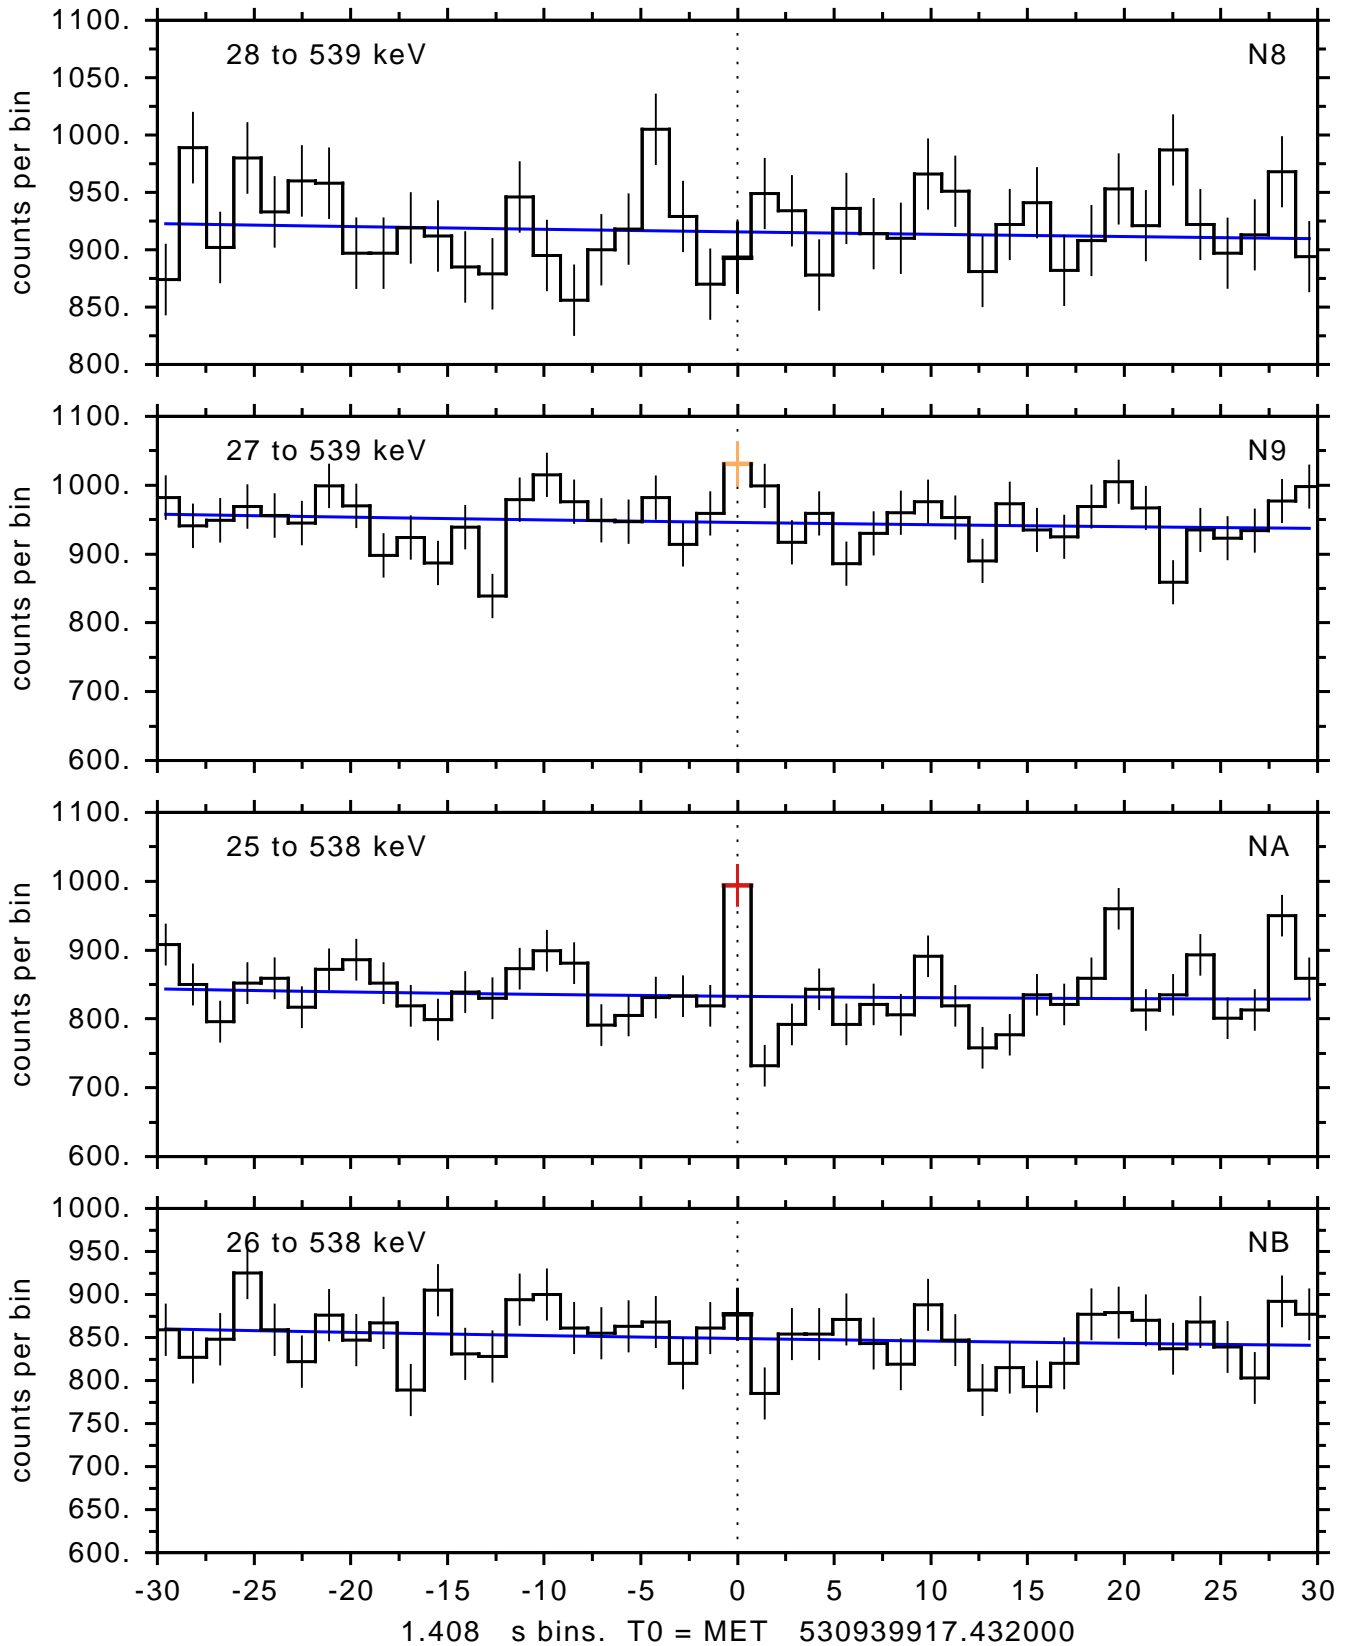 28 to 539 keV N8
counts per bin
1100.
1050.
1000.
950.
900.
850.
800.
27 to 539 keV N9
counts per bin
1100.
1000.
900.
800.
700.
600.
25 to 538 keV NA
counts per bin
1100.
1000.
900.
800.
700.
600.
26 to 538 keV NB
counts per bin
1000.
950.
900.
850.
800.
750.
700.
650.
600.
-30 -25 -20 -15 -10 -5 0 5 10 15 20 25 30
1.408 s bins. T0 = MET 530939917.432000